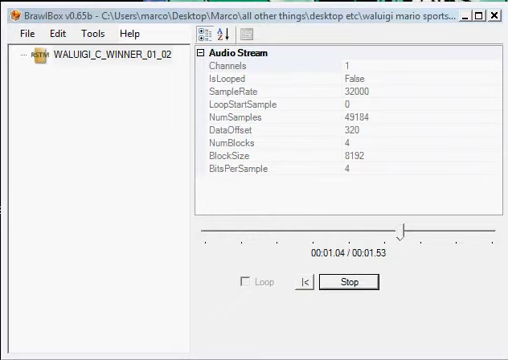 BrawlBox v0.65b - C:\Users\marco\Desktop\Marco\all other things\desktop etc\waluigi mario sports...
File Edit Tools Help
RSTM WALUIGI_C_WINNER_01_02
Audio Stream
Channels 1
IsLooped False
SampleRate 32000
LoopStartSample 0
NumSamples 49184
DataOffset 320
NumBlocks 4
BlockSize 8192
BitsPerSample 4
00:01.04 / 00:01.53
Loop |< Stop